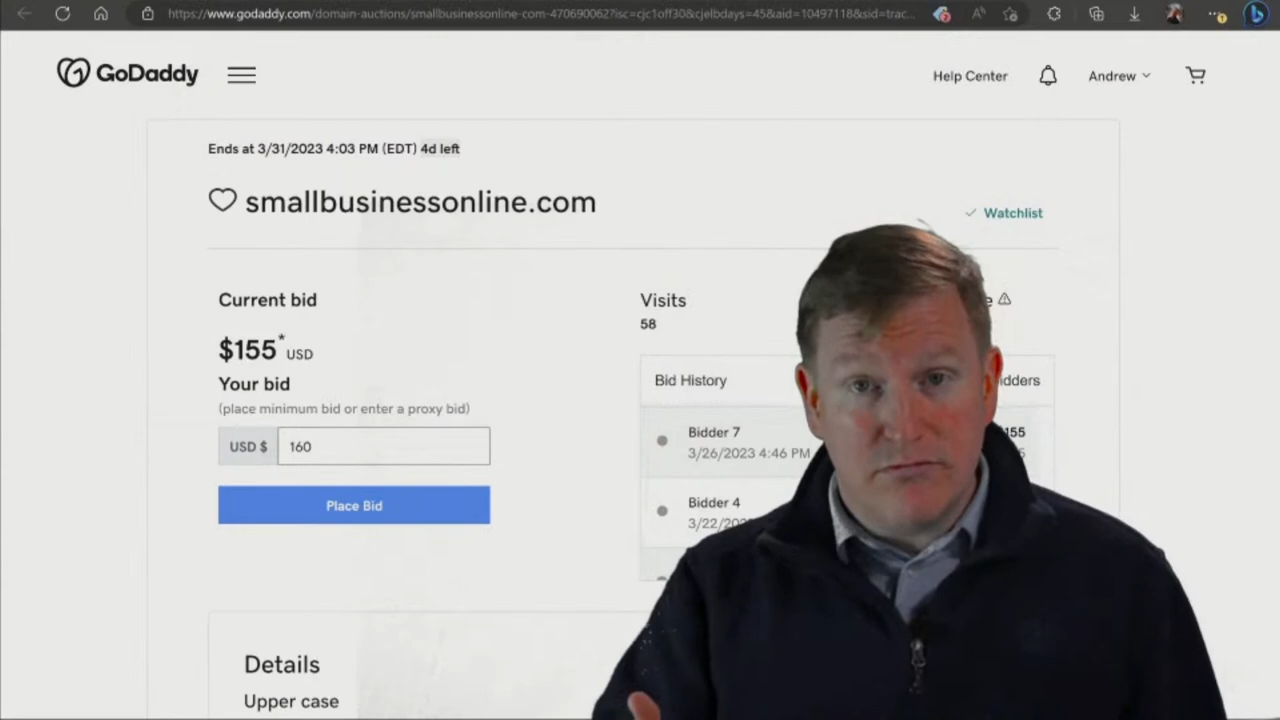 https://www.godaddy.com/domain-auctions/smallbusinessonline-com-470690062?isc=cjc1off30&cjelbdays=45&aid=10497118&sid=trac...
GoDaddy
Help Center
Andrew
Ends at 3/31/2023 4:03 PM (EDT) 4d left
smallbusinessonline.com
Watchlist
Current bid
$155* USD
Your bid
(place minimum bid or enter a proxy bid)
USD $ 160
Place Bid
Visits
58
Bid History
Bidder 7
3/26/2023 4:46 PM
Bidder 4
Details
Upper case